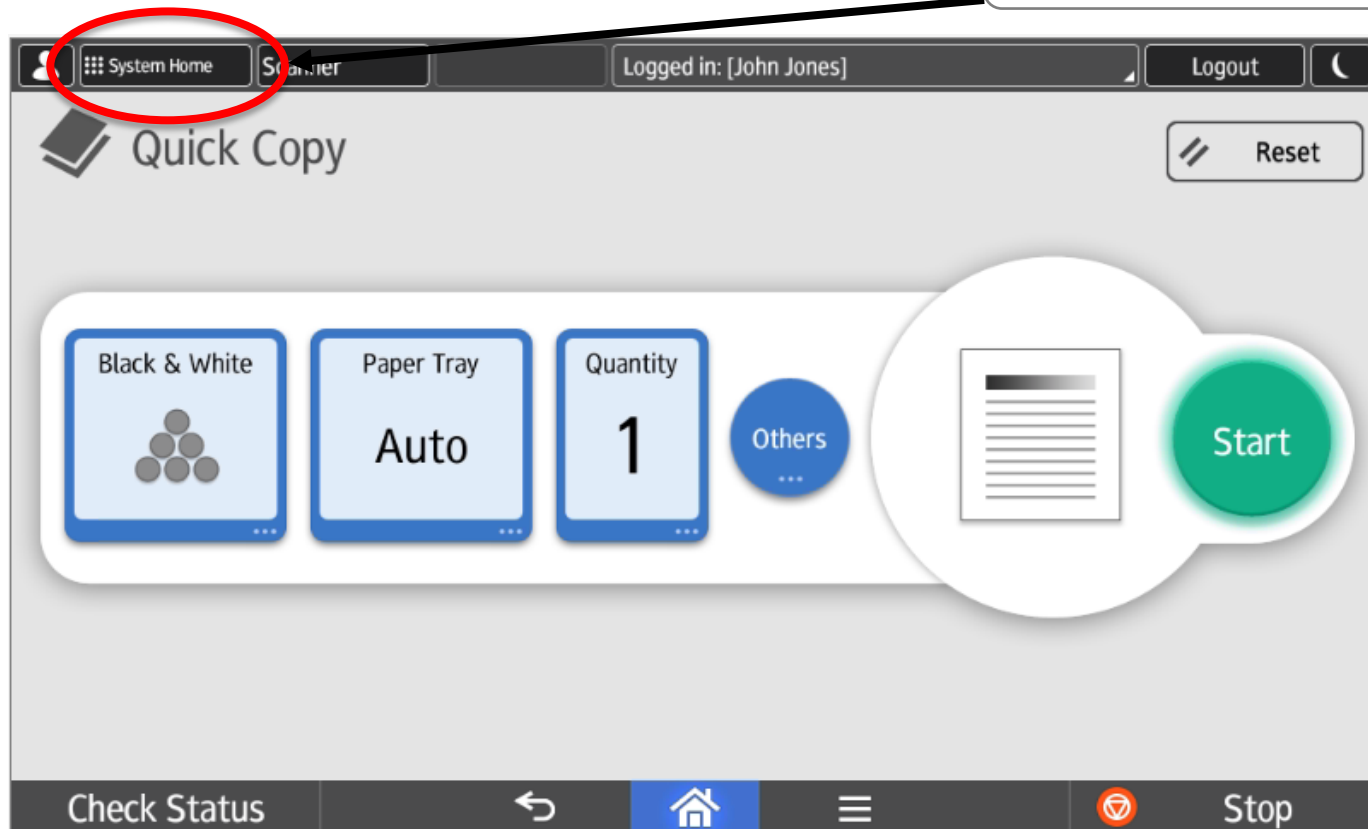 System Home Scanner Logged in: [John Jones] Logout
Quick Copy Reset
Black & White Paper Tray Quantity
Auto 1 Others Start
Check Status Stop